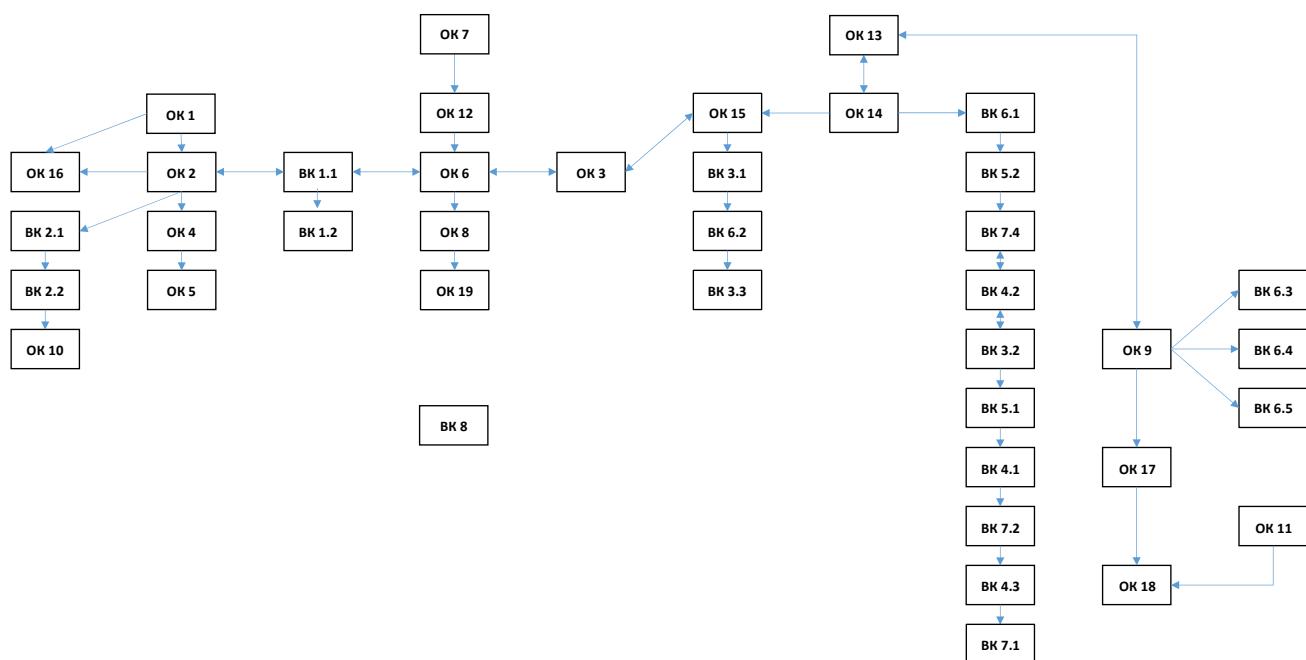 ОК 7
ОК 13
ОК 1
ОК 12
ОК 15
ОК 14
ВК 6.1
ОК 16
ОК 2
ВК 1.1
ОК 6
ОК 3
ВК 3.1
ВК 5.2
ВК 2.1
ОК 4
ВК 1.2
ОК 8
ВК 6.2
ВК 7.4
ВК 2.2
ОК 5
ОК 19
ВК 3.3
ВК 4.2
ВК 6.3
ОК 10
ВК 3.2
ОК 9
ВК 6.4
ВК 8
ВК 5.1
ВК 6.5
ВК 4.1
ОК 17
ВК 7.2
ОК 11
ВК 4.3
ОК 18
ВК 7.1